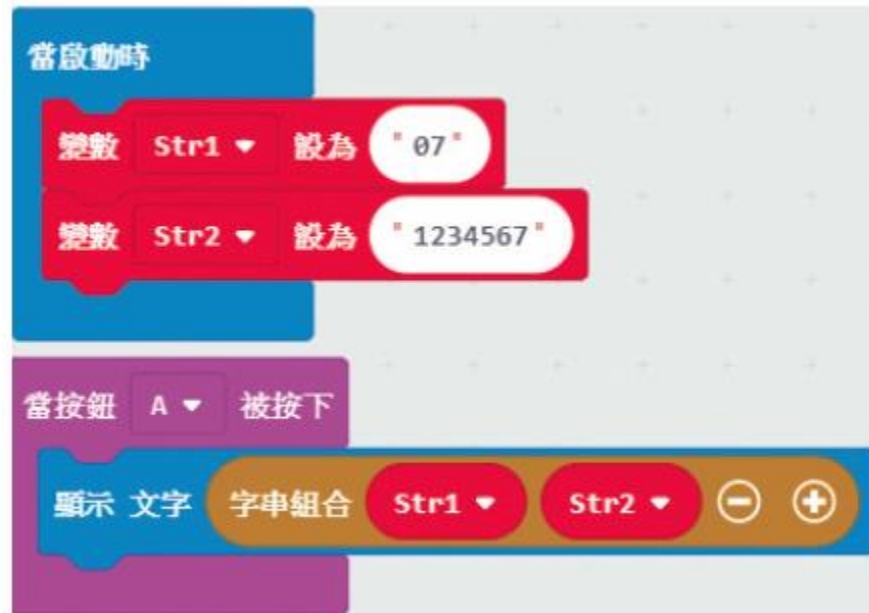 當啟動時
變數 Str1 設為 "07"
變數 Str2 設為 "1234567"
當按鈕 A 被按下
顯示 文字 字串組合 Str1 Str2